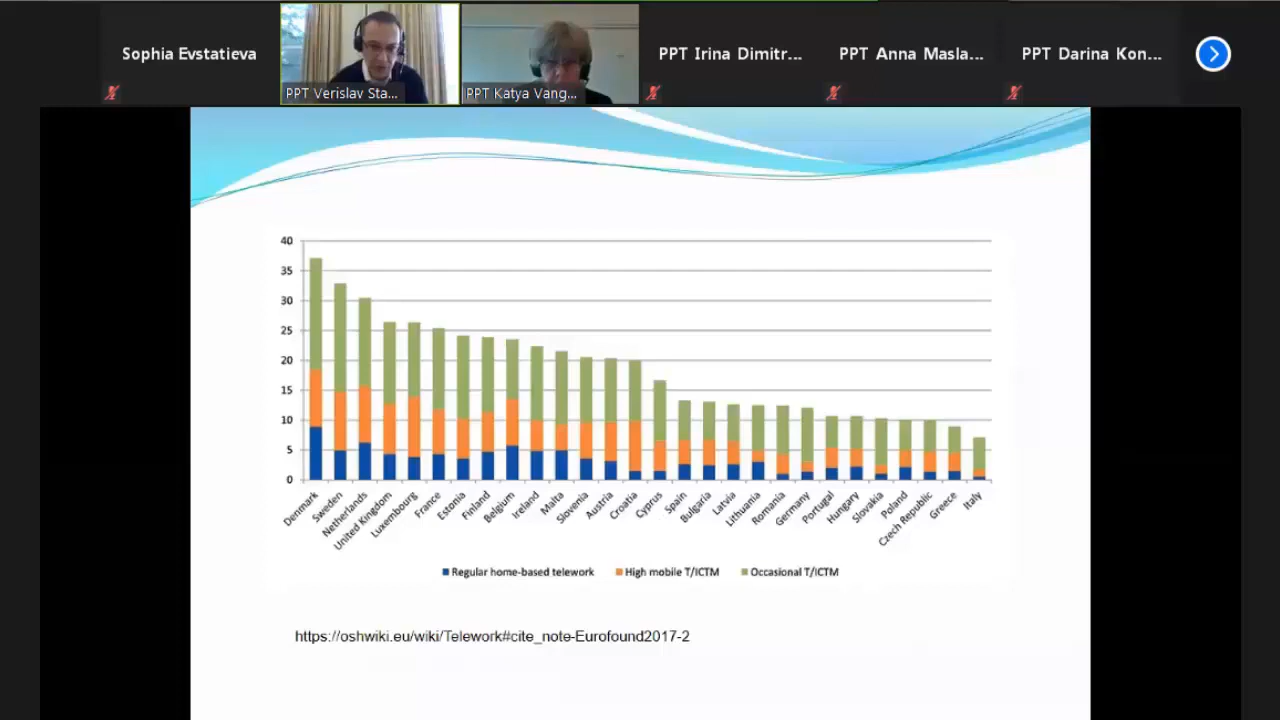 Sophia Evstatieva
PPT Verislav Sta...
PPT Katya Vang...
PPT Irina Dimitr...
PPT Anna Masla...
PPT Darina Kon...
40
35
30
25
20
15
10
5
0
Denmark
Sweden
Netherlands
United Kingdom
Luxembourg
France
Estonia
Finland
Belgium
Ireland
Malta
Slovenia
Austria
Croatia
Cyprus
Spain
Bulgaria
Latvia
Lithuania
Romania
Germany
Portugal
Hungary
Slovakia
Poland
Czech Republic
Greece
Italy
Regular home-based telework
High mobile T/ICTM
Occasional T/ICTM
https://oshwiki.eu/wiki/Telework#cite_note-Eurofound2017-2